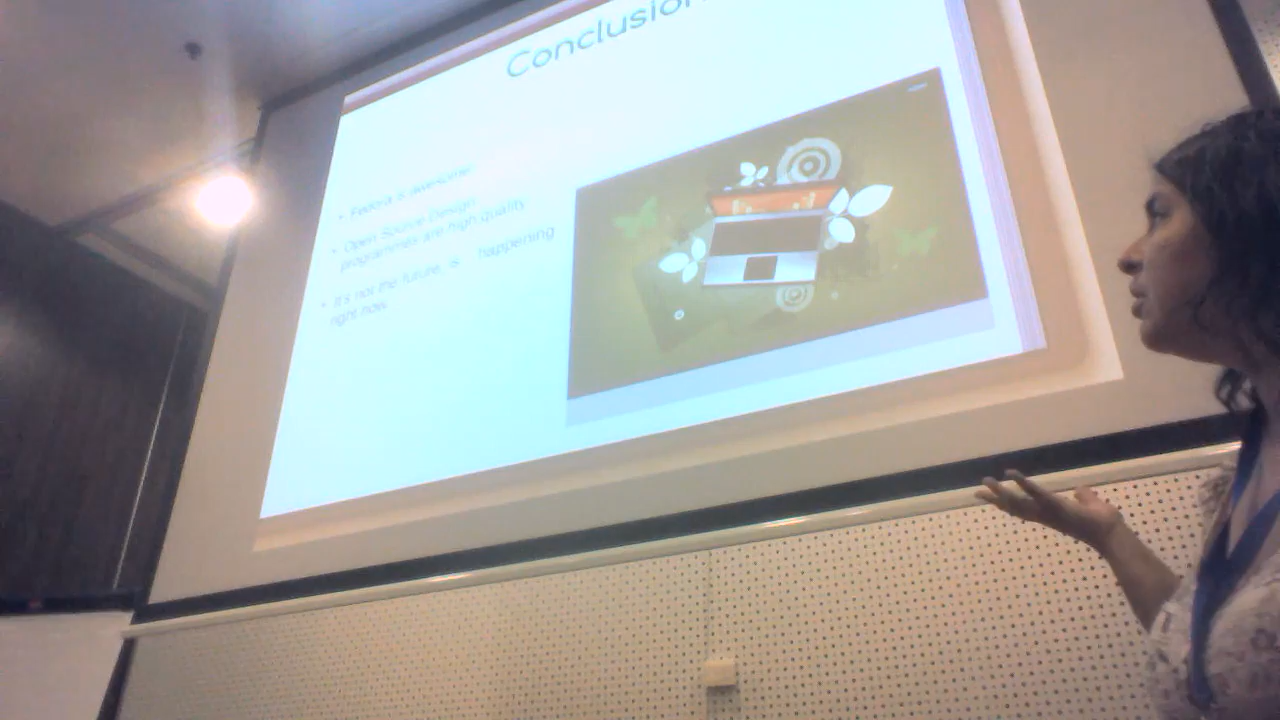 Conclusion
• Fedora is awesome
• Open Source Design
programmes are high quality
• It's not the future, is happening
right now.